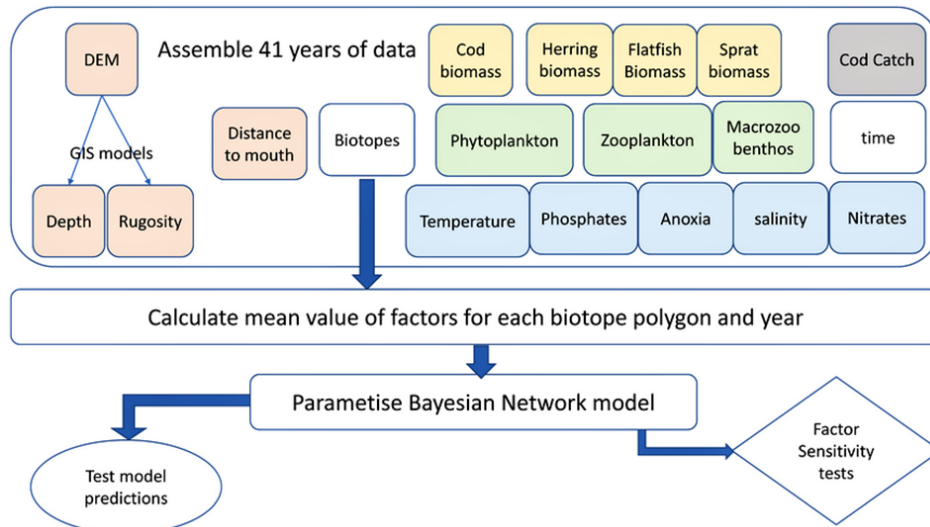 DEM
Assemble 41 years of data
Cod
biomass
Herring
biomass
Flatfish
Biomass
Sprat
biomass
Cod Catch
GIS models
Distance
to mouth
Biotopes
Phytoplankton
Zooplankton
Macrozoo
benthos
time
Depth
Rugosity
Temperature
Phosphates
Anoxia
salinity
Nitrates
Calculate mean value of factors for each biotope polygon and year
Parametise Bayesian Network model
Test model
predictions
Factor
Sensitivity
tests